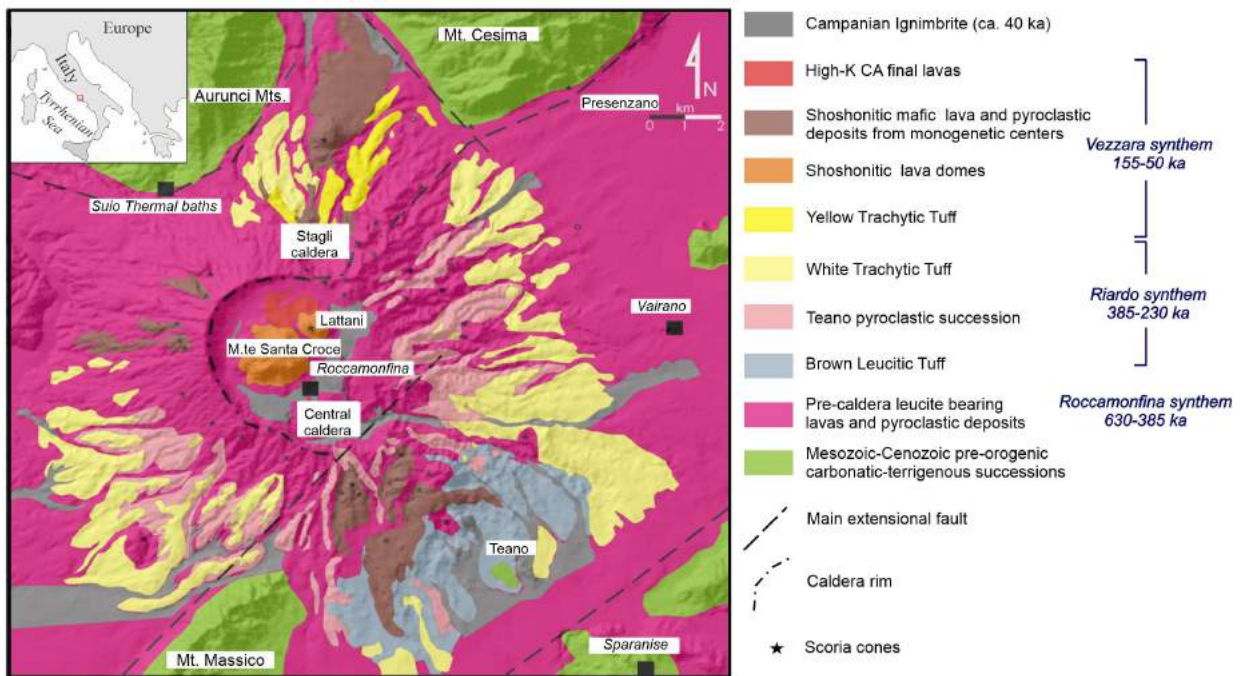 Europe
Italy
Tyrrhenian
Sea
Mt. Cesima
Aurunci Mts.
N
Presenzano
km
0 1 2
Suio Thermal baths
Stagli
caldera
Vairano
Lattani
M.te Santa Croce
Roccamonfina
Central
caldera
Teano
Mt. Massico
Sparanise
Campanian Ignimbrite (ca. 40 ka)
High-K CA final lavas
Shoshonitic mafic lava and pyroclastic
deposits from monogenetic centers
Shoshonitic lava domes
Yellow Trachytic Tuff
White Trachytic Tuff
Teano pyroclastic succession
Brown Leucitic Tuff
Pre-caldera leucite bearing
lavas and pyroclastic deposits
Mesozoic-Cenozoic pre-orogenic
carbonatic-terrigenous successions
Main extensional fault
Caldera rim
Scoria cones
Vezzara synthem
155-50 ka
Riardo synthem
385-230 ka
Roccamonfina synthem
630-385 ka